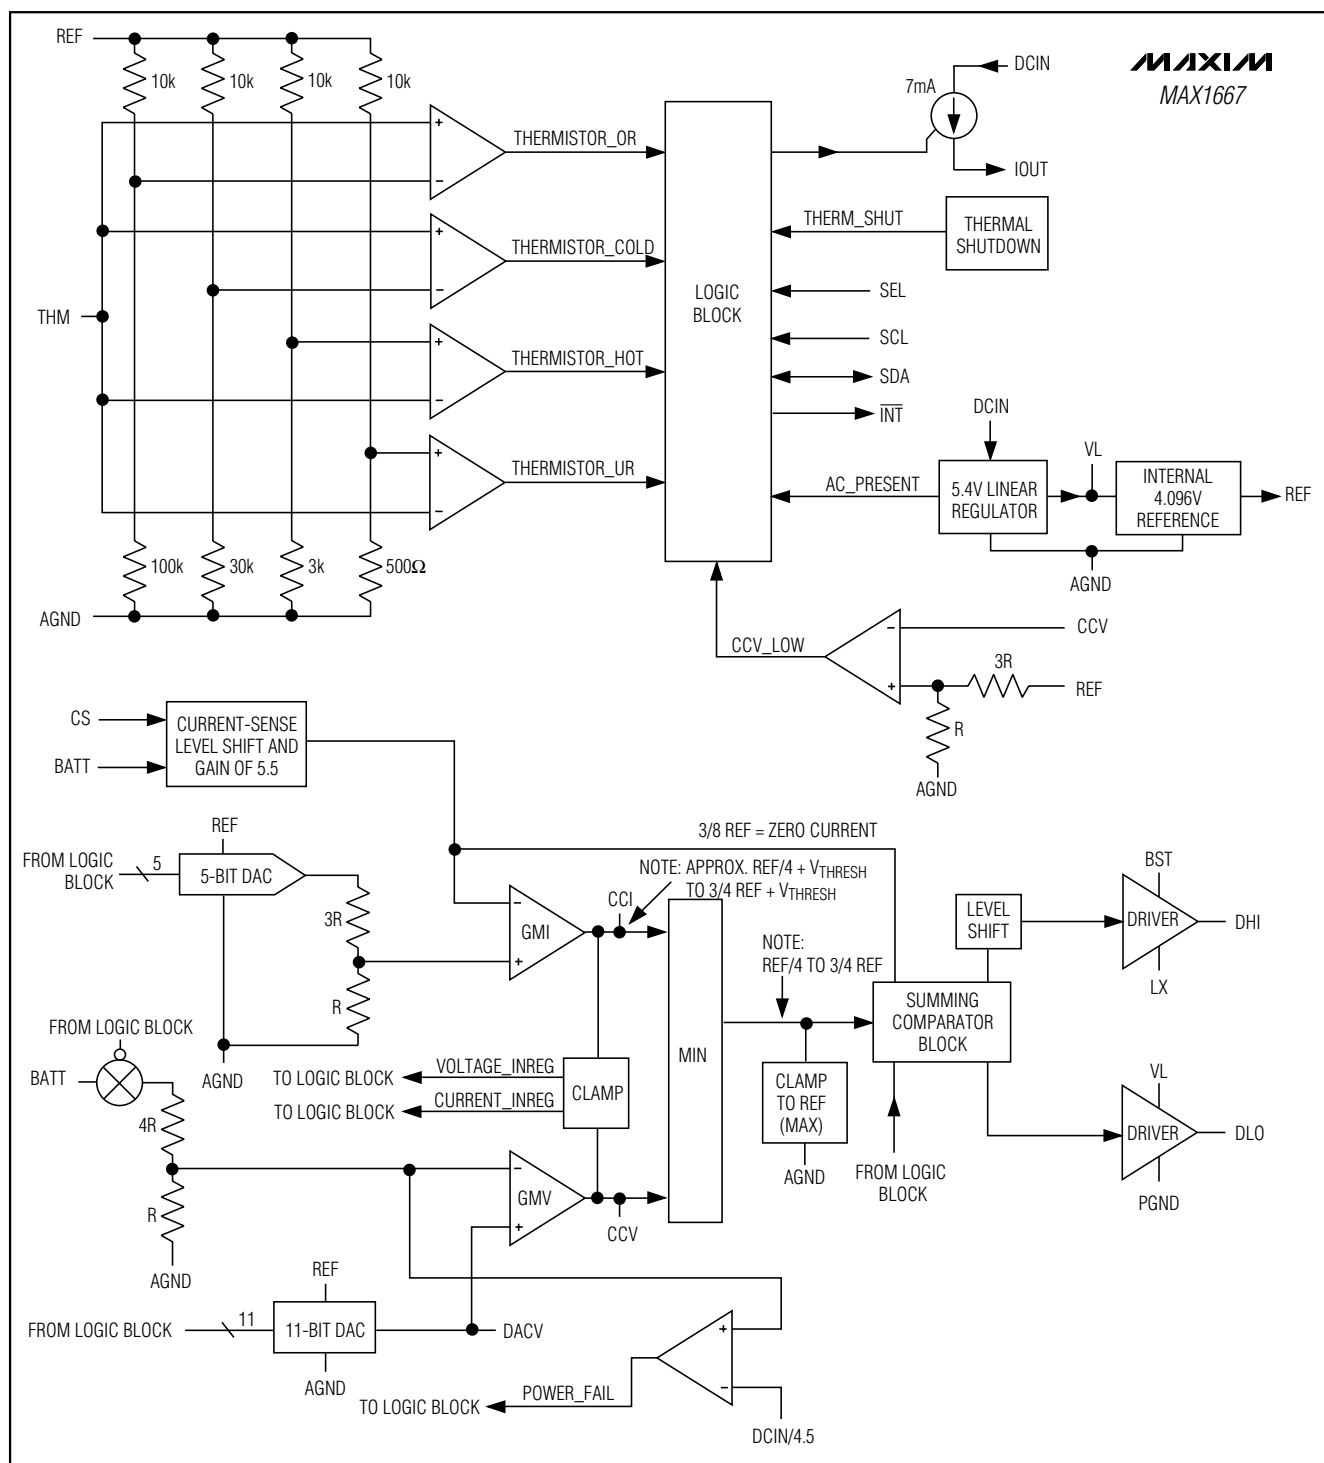 REF
10k
10k
10k
10k
DCIN
7mA
MAXIM
MAX1667
THERMISTOR_OR
IOUT
THERM_SHUT
THERMAL
SHUTDOWN
THERMISTOR_COLD
LOGIC
BLOCK
SEL
THM
SCL
THERMISTOR_HOT
SDA
INT
DCIN
THERMISTOR_UR
AC_PRESENT
5.4V LINEAR
REGULATOR
VL
INTERNAL
4.096V
REFERENCE
REF
100k
30k
3k
500Ω
AGND
AGND
CCV_LOW
CCV
3R
REF
R
AGND
CS
BATT
CURRENT-SENSE
LEVEL SHIFT AND
GAIN OF 5.5
3/8 REF = ZERO CURRENT
REF
FROM LOGIC
BLOCK
5
5-BIT DAC
3R
R
AGND
GMI
CCI
NOTE: APPROX. REF/4 + VTHRESH
TO 3/4 REF + VTHRESH
NOTE:
REF/4 TO 3/4 REF
LEVEL
SHIFT
BST
DRIVER
DHI
LX
SUMMING
COMPARATOR
BLOCK
MIN
FROM LOGIC BLOCK
BATT
4R
R
AGND
TO LOGIC BLOCK
VOLTAGE_INREG
TO LOGIC BLOCK
CURRENT_INREG
CLAMP
CLAMP
TO REF
(MAX)
AGND
FROM LOGIC
BLOCK
VL
DRIVER
DLO
PGND
GMV
CCV
REF
FROM LOGIC BLOCK
11
11-BIT DAC
DACV
AGND
TO LOGIC BLOCK
POWER_FAIL
DCIN/4.5